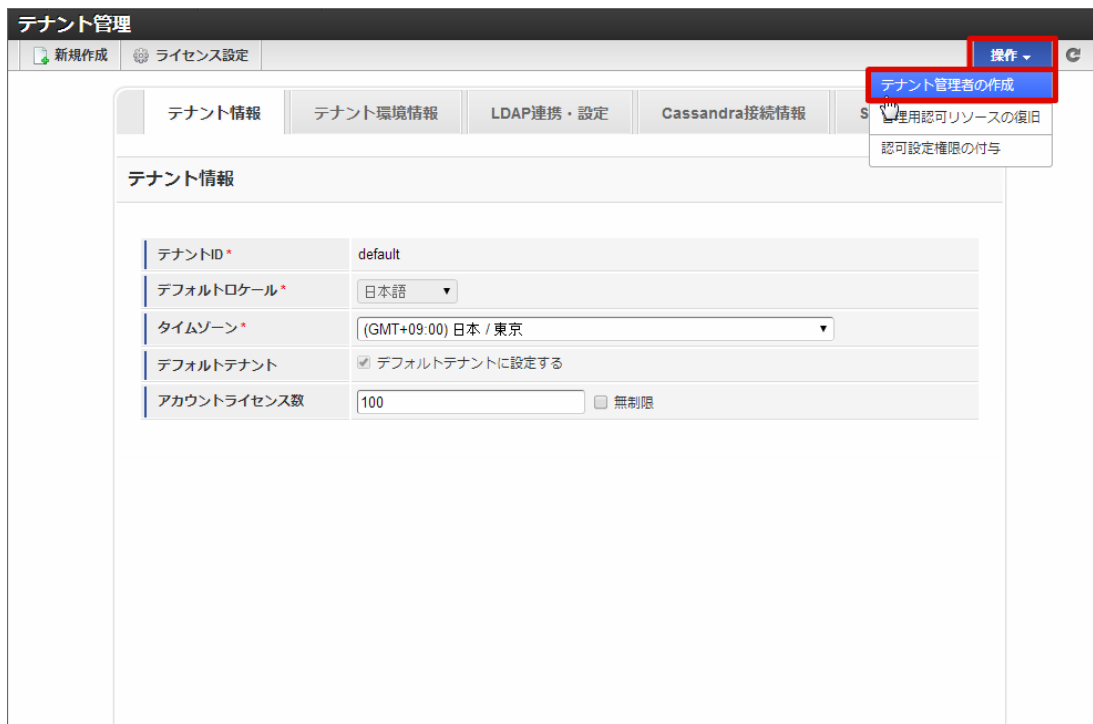 テナント管理
新規作成 ライセンス設定 操作
テナント管理者の作成
管理用認可リソースの復旧
認可設定権限の付与
テナント情報 テナント環境情報 LDAP連携・設定 Cassandra接続情報 S
テナント情報
テナントID * default
デフォルトロケール * 日本語
タイムゾーン * (GMT+09:00) 日本 / 東京
デフォルトテナント デフォルトテナントに設定する
アカウントライセンス数 100 無制限